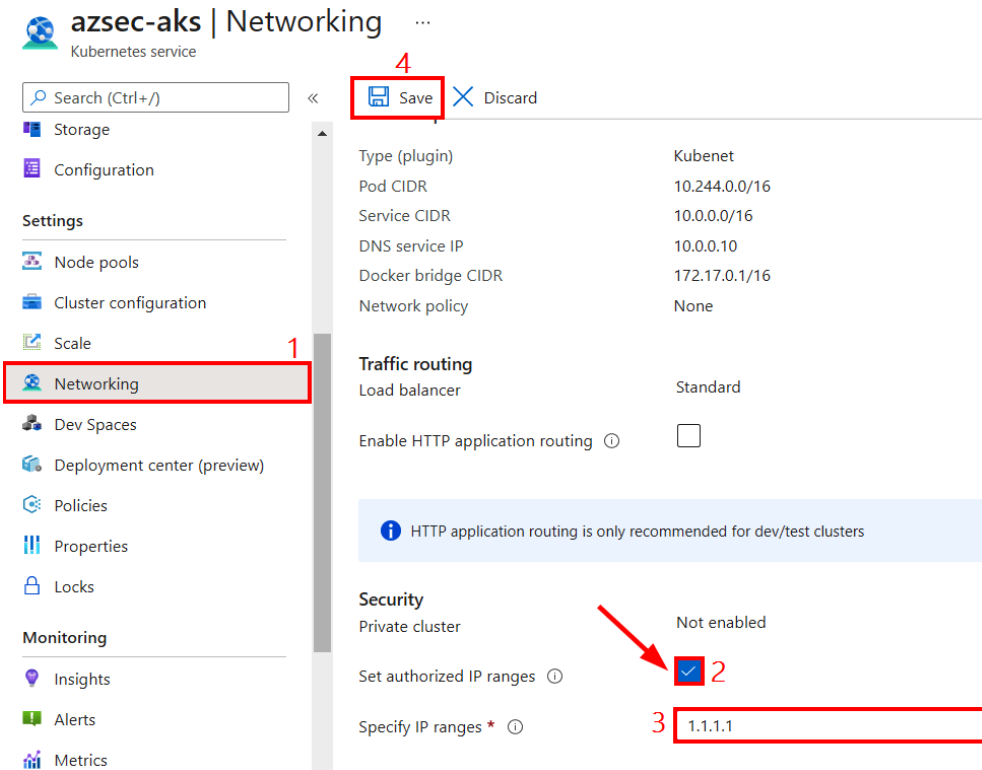 azsec-aks | Networking ...
Kubernetes service
Search (Ctrl+/)
«
Storage
Configuration
Settings
Node pools
Cluster configuration
Scale
1
Networking
Dev Spaces
Deployment center (preview)
Policies
Properties
Locks
Monitoring
Insights
Alerts
Metrics
4
Save
Discard
Type (plugin) Kubenet
Pod CIDR 10.244.0.0/16
Service CIDR 10.0.0.0/16
DNS service IP 10.0.0.10
Docker bridge CIDR 172.17.0.1/16
Network policy None
Traffic routing
Load balancer Standard
Enable HTTP application routing
HTTP application routing is only recommended for dev/test clusters
Security
Private cluster Not enabled
Set authorized IP ranges 2
Specify IP ranges * 3 1.1.1.1